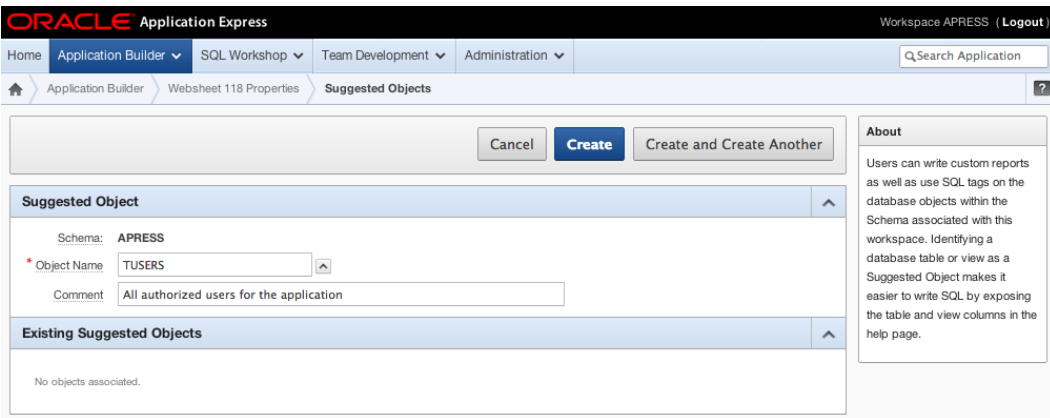 ORACLE Application Express
Workspace APRESS (Logout)
Home Application Builder SQL Workshop Team Development Administration
Search Application
Application Builder Websheet 118 Properties Suggested Objects
?
Cancel Create Create and Create Another
Suggested Object
Schema: APRESS
* Object Name TUSERS
Comment All authorized users for the application
Existing Suggested Objects
No objects associated.
About
Users can write custom reports
as well as use SQL tags on the
database objects within the
Schema associated with this
workspace. Identifying a
database table or view as a
Suggested Object makes it
easier to write SQL by exposing
the table and view columns in the
help page.